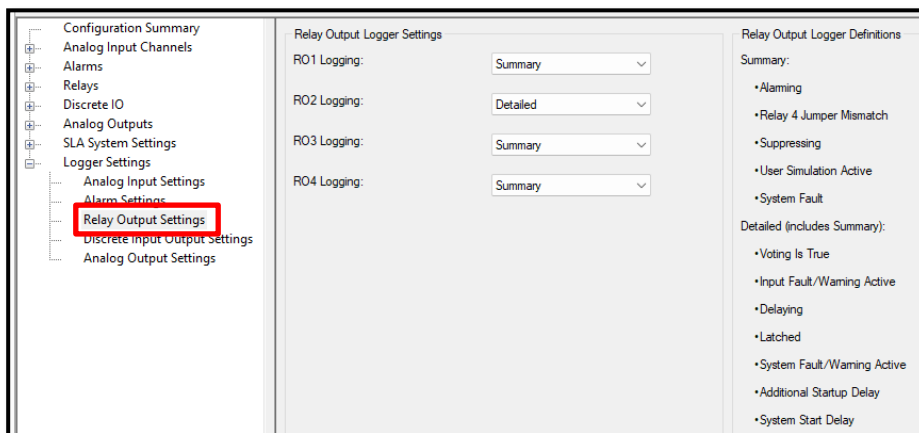 Configuration Summary
Analog Input Channels
Alarms
Relays
Discrete IO
Analog Outputs
SLA System Settings
Logger Settings
Analog Input Settings
Alarm Settings
Relay Output Settings
Discrete Input Output Settings
Analog Output Settings
Relay Output Logger Settings
RO1 Logging: Summary
RO2 Logging: Detailed
RO3 Logging: Summary
RO4 Logging: Summary
Relay Output Logger Definitions
Summary:
•Alarming
•Relay 4 Jumper Mismatch
•Suppressing
•User Simulation Active
•System Fault
Detailed (includes Summary):
•Voting Is True
•Input Fault/Warning Active
•Delaying
•Latched
•System Fault/Warning Active
•Additional Startup Delay
•System Start Delay